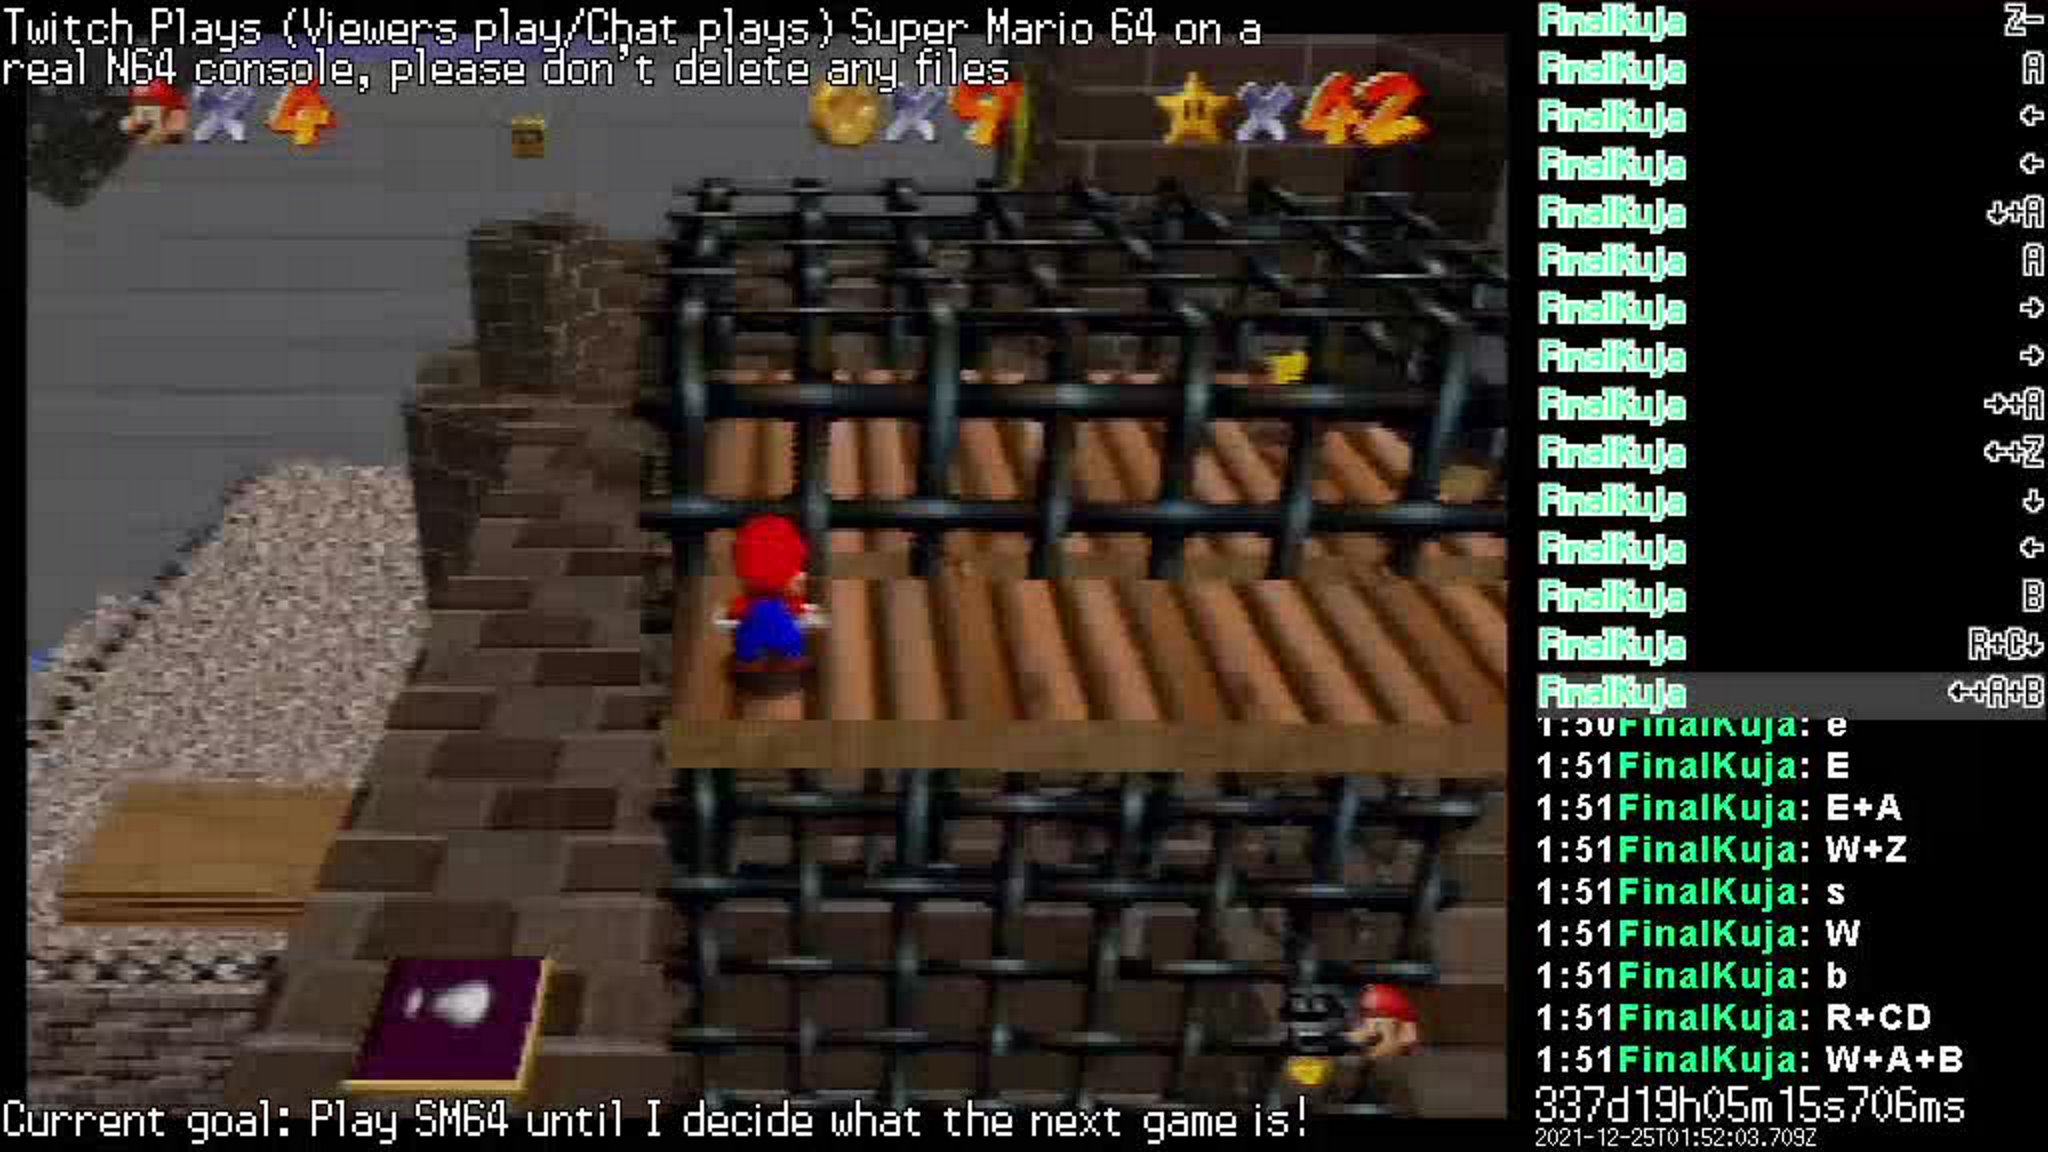 Twitch Plays (Viewers play/Chat plays) Super Mario 64 on a
real N64 console, please don't delete any files
x 4
x 9
x 42
FinalKuja Z-
FinalKuja A
FinalKuja ←
FinalKuja ←
FinalKuja ↓+A
FinalKuja A
FinalKuja →
FinalKuja →
FinalKuja →+A
FinalKuja ←+Z
FinalKuja ↓
FinalKuja ←
FinalKuja B
FinalKuja R+C↓
FinalKuja ←+A+B
1:50FinalKuja: e
1:51FinalKuja: E
1:51FinalKuja: E+A
1:51FinalKuja: W+Z
1:51FinalKuja: s
1:51FinalKuja: W
1:51FinalKuja: b
1:51FinalKuja: R+CD
1:51FinalKuja: W+A+B
Current goal: Play SM64 until I decide what the next game is!
337d19h05m15s706ms
2021-12-25T01:52:03.709Z